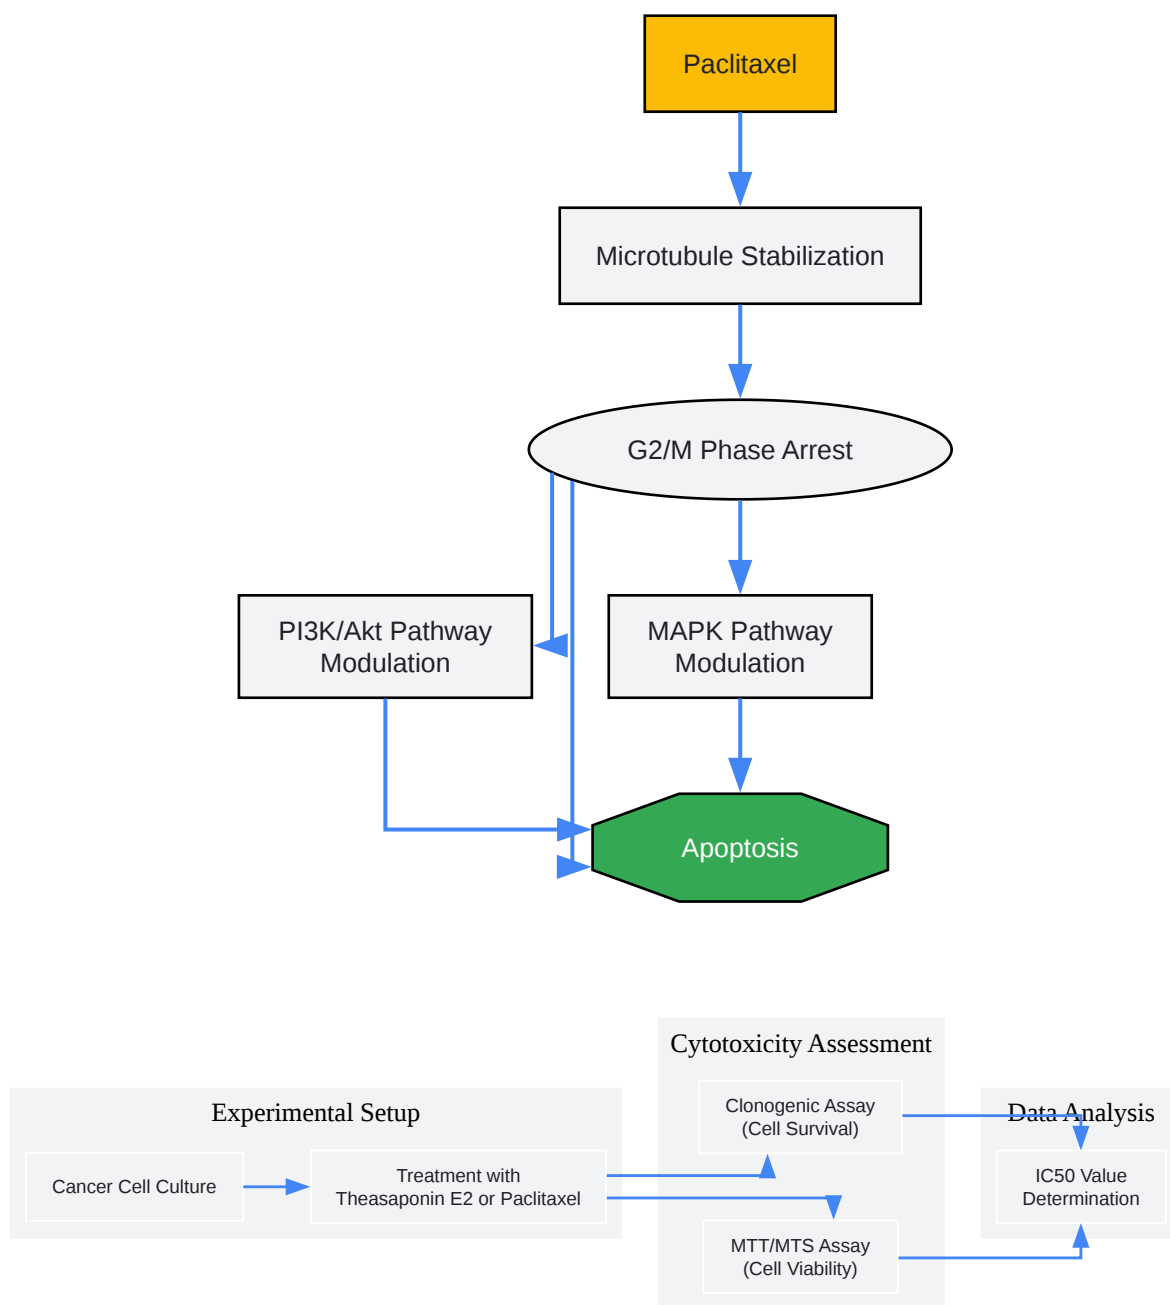 Paclitaxel
Microtubule Stabilization
G2/M Phase Arrest
PI3K/Akt Pathway
Modulation
MAPK Pathway
Modulation
Apoptosis
Experimental Setup
Cancer Cell Culture
Treatment with
Theasaponin E2 or Paclitaxel
Cytotoxicity Assessment
Clonogenic Assay
(Cell Survival)
MTT/MTS Assay
(Cell Viability)
Data Analysis
IC50 Value
Determination